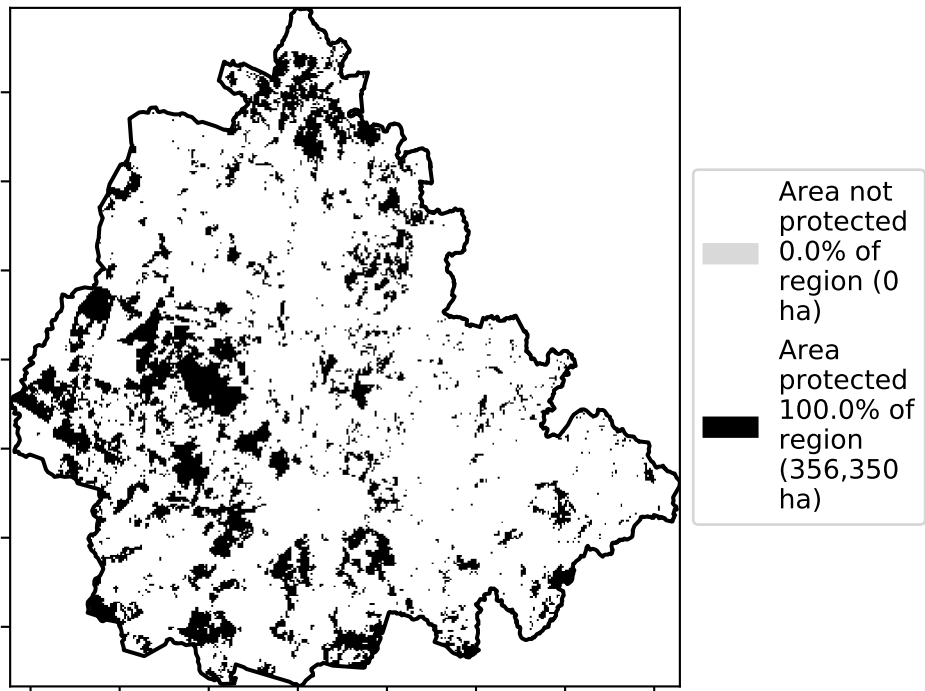 Area not
protected
0.0% of
region (0
ha)
Area
protected
100.0% of
region
(356,350
ha)